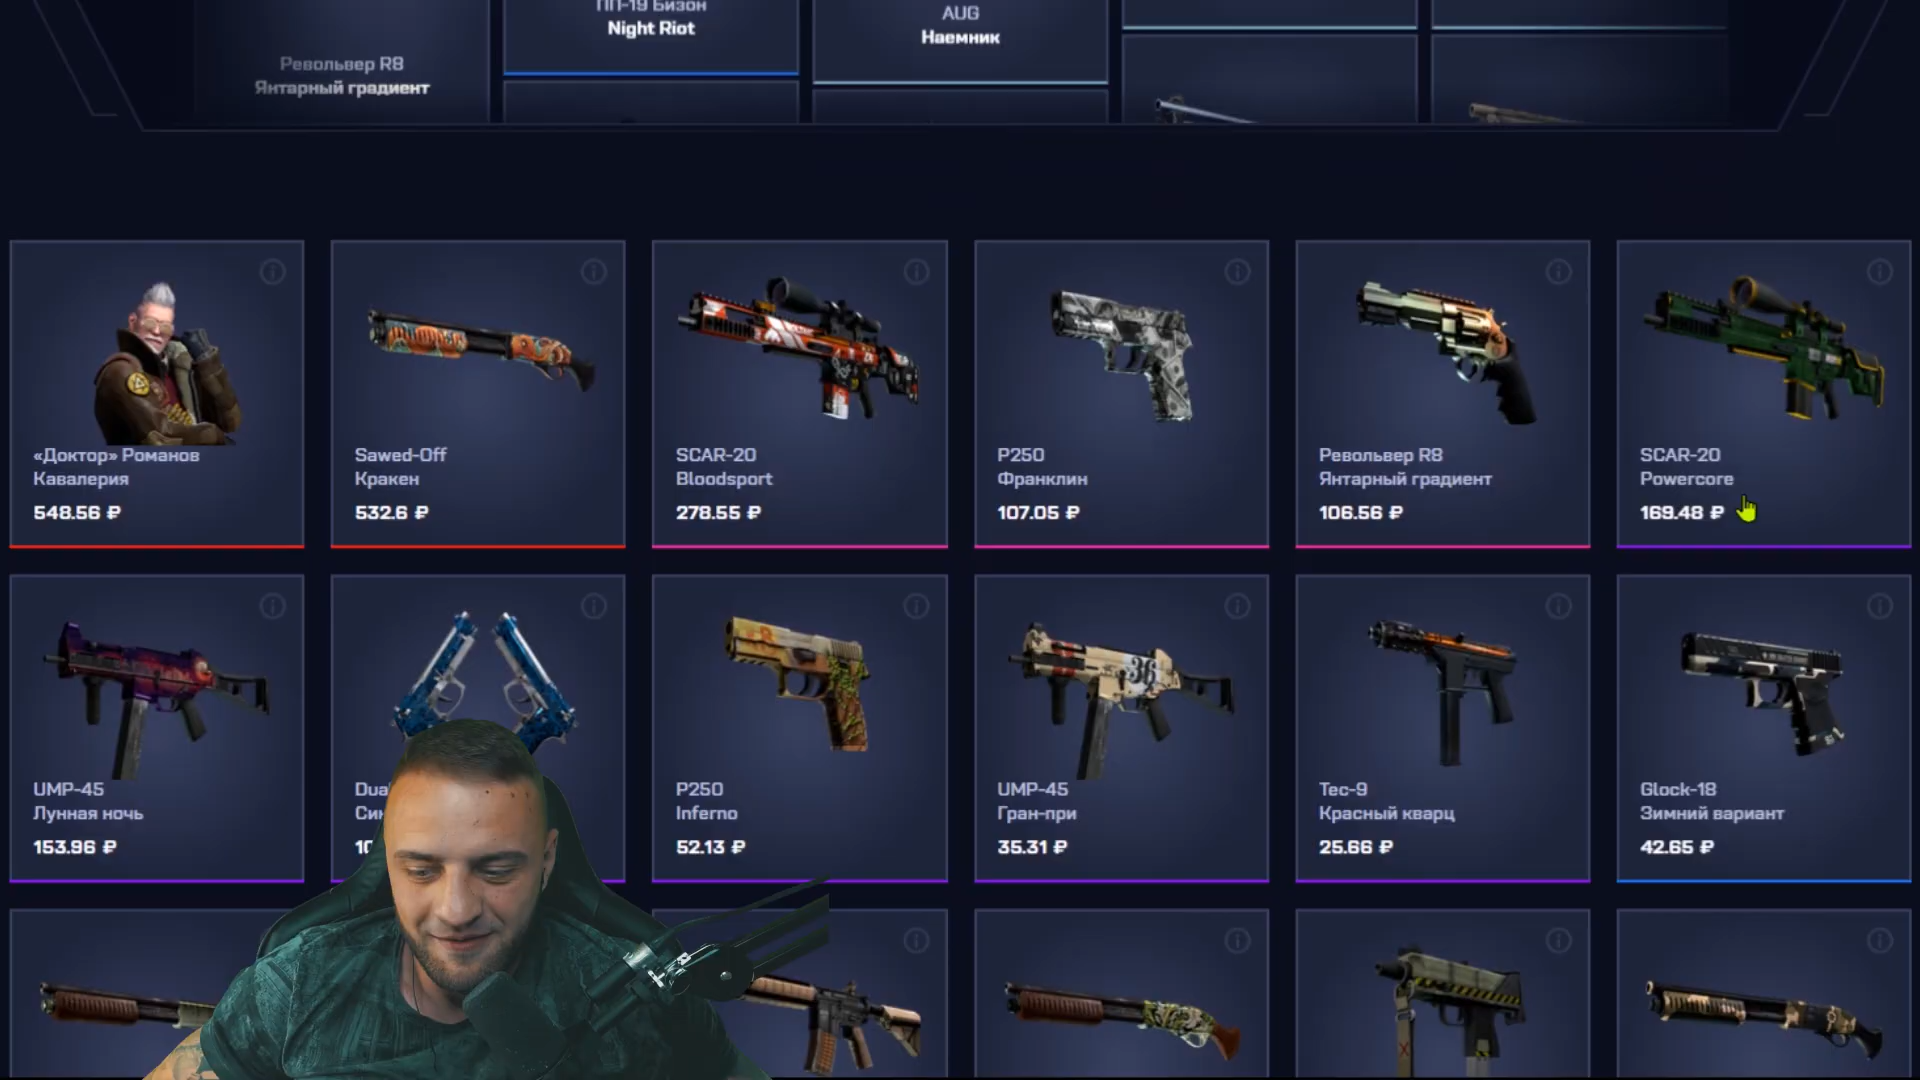 ПП-19 Бизон
Night Riot
AUG
Наемник
Револьвер R8
Янтарный градиент
«Доктор» Романов
Кавалерия
548.56 ₽
Sawed-Off
Кракен
532.6 ₽
SCAR-20
Bloodsport
278.55 ₽
P250
Франклин
107.05 ₽
Револьвер R8
Янтарный градиент
106.56 ₽
SCAR-20
Powercore
169.48 ₽
UMP-45
Лунная ночь
153.96 ₽
P250
Inferno
52.13 ₽
UMP-45
Гран-при
35.31 ₽
Tec-9
Красный кварц
25.66 ₽
Glock-18
Зимний вариант
42.65 ₽